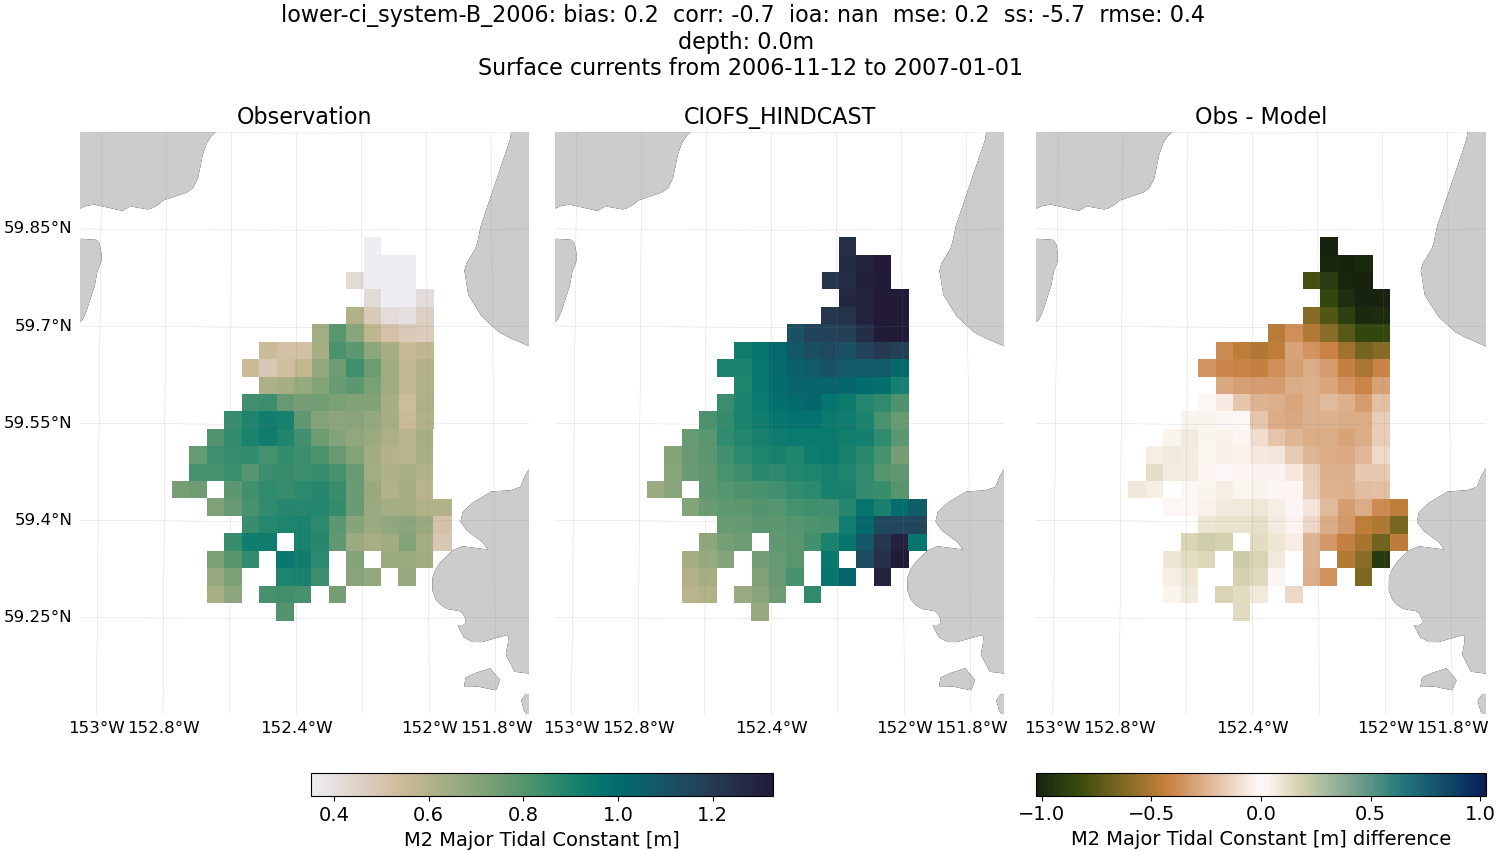 lower-ci_system-B_2006: bias: 0.2  corr: -0.7  ioa: nan  mse: 0.2  ss: -5.7  rmse: 0.4
depth: 0.0m
Surface currents from 2006-11-12 to 2007-01-01
Observation
CIOFS_HINDCAST
Obs - Model
59.85°N
59.7°N
59.55°N
59.4°N
59.25°N
153°W 152.8°W 152.4°W 152°W 151.8°W
153°W 152.8°W 152.4°W 152°W 151.8°W
153°W 152.8°W 152.4°W 152°W 151.8°W
0.4 0.6 0.8 1.0 1.2
M2 Major Tidal Constant [m]
−1.0 −0.5 0.0 0.5 1.0
M2 Major Tidal Constant [m] difference